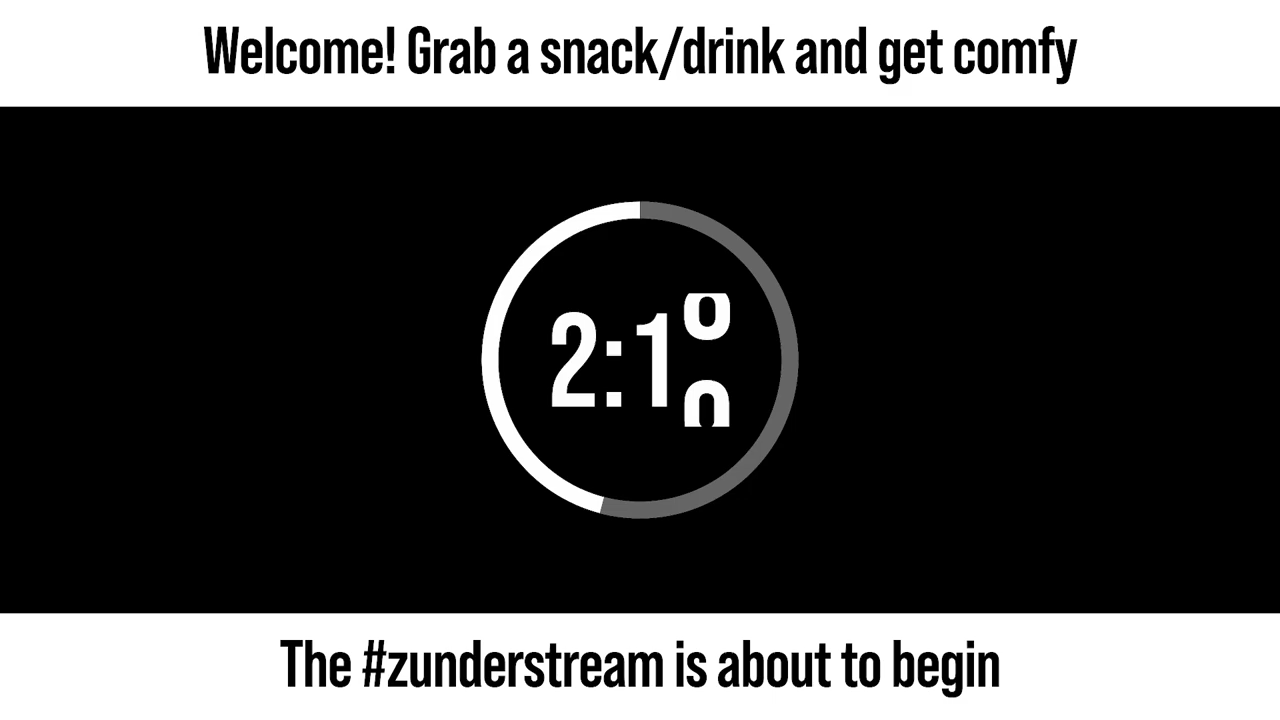 Welcome! Grab a snack/drink and get comfy
2:1
The #zunderstream is about to begin